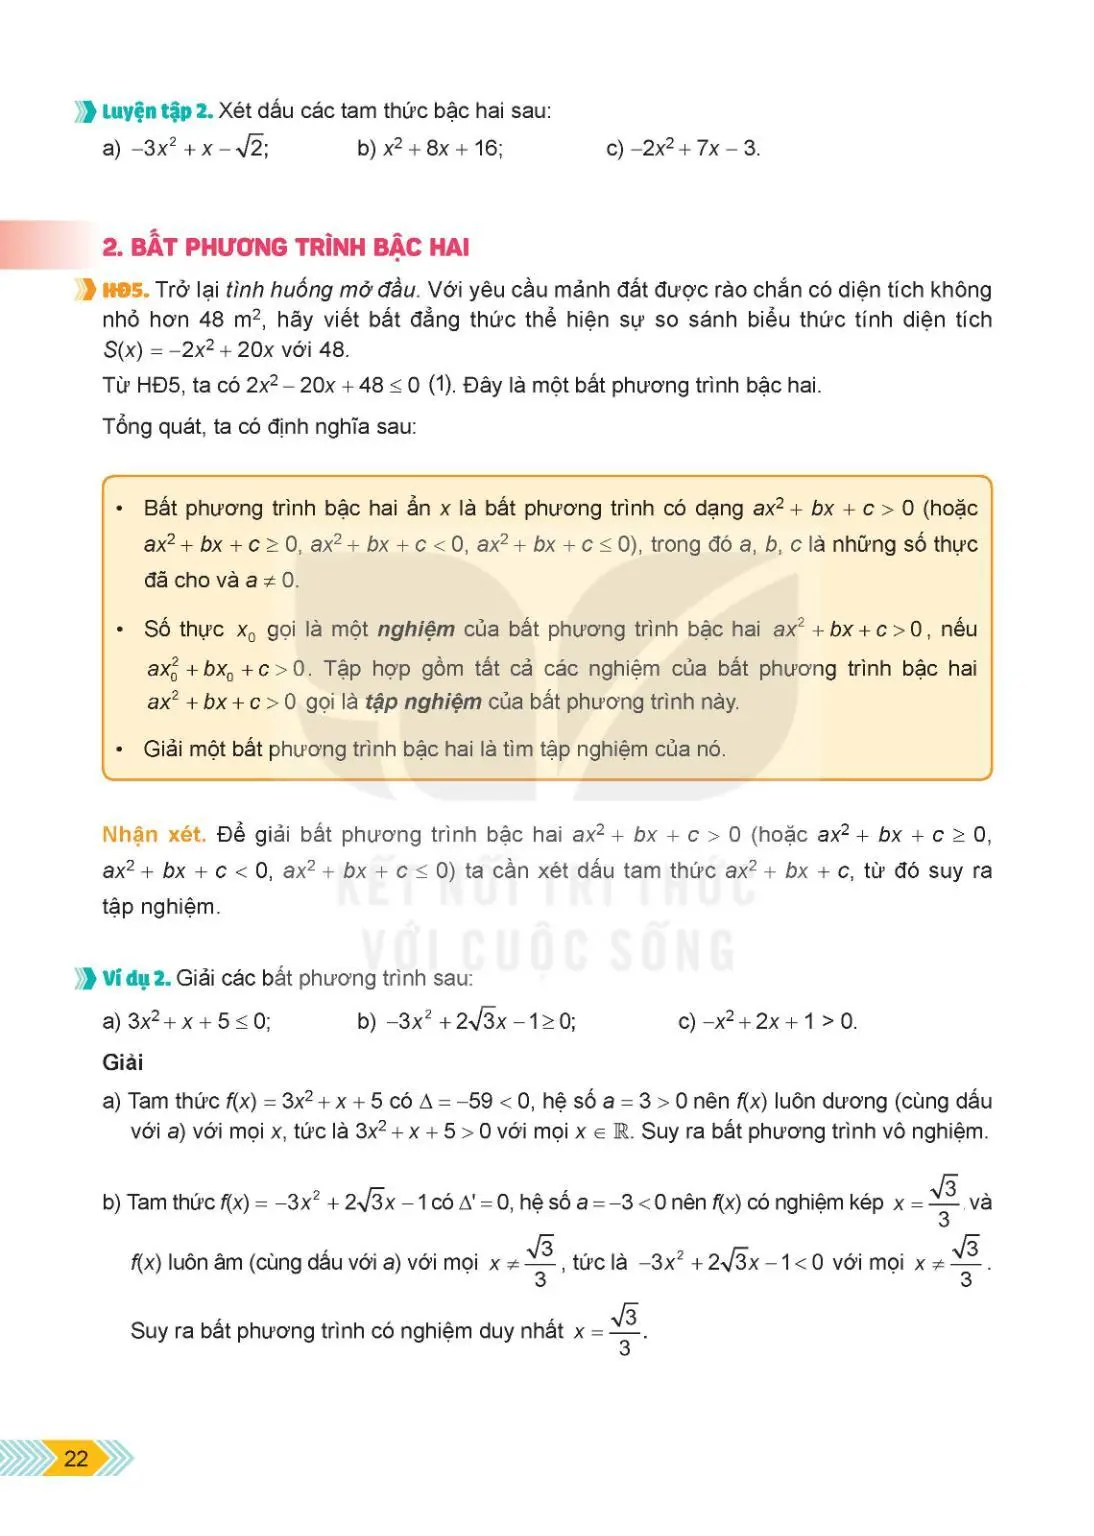 Luyện tập 2. Xét dấu các tam thức bậc hai sau:
a) −3x² + x − √2; b) x² + 8x + 16; c) −2x² + 7x − 3.
2. BẤT PHƯƠNG TRÌNH BẬC HAI
HĐ5. Trở lại tình huống mở đầu. Với yêu cầu mảnh đất được rào chắn có diện tích không
nhỏ hơn 48 m², hãy viết bất đẳng thức thể hiện sự so sánh biểu thức tính diện tích
S(x) = −2x² + 20x với 48.
Từ HĐ5, ta có 2x² − 20x + 48 ≤ 0 (1). Đây là một bất phương trình bậc hai.
Tổng quát, ta có định nghĩa sau:
• Bất phương trình bậc hai ẩn x là bất phương trình có dạng ax² + bx + c > 0 (hoặc
ax² + bx + c ≥ 0, ax² + bx + c < 0, ax² + bx + c ≤ 0), trong đó a, b, c là những số thực
đã cho và a ≠ 0.
• Số thực x₀ gọi là một nghiệm của bất phương trình bậc hai ax² + bx + c > 0, nếu
ax₀² + bx₀ + c > 0. Tập hợp gồm tất cả các nghiệm của bất phương trình bậc hai
ax² + bx + c > 0 gọi là tập nghiệm của bất phương trình này.
• Giải một bất phương trình bậc hai là tìm tập nghiệm của nó.
Nhận xét. Để giải bất phương trình bậc hai ax² + bx + c > 0 (hoặc ax² + bx + c ≥ 0,
ax² + bx + c < 0, ax² + bx + c ≤ 0) ta cần xét dấu tam thức ax² + bx + c, từ đó suy ra
tập nghiệm.
KẾT NỐI TRI THỨC
VỚI CUỘC SỐNG
Ví dụ 2. Giải các bất phương trình sau:
a) 3x² + x + 5 ≤ 0; b) −3x² + 2√3x − 1 ≥ 0; c) −x² + 2x + 1 > 0.
Giải
a) Tam thức f(x) = 3x² + x + 5 có Δ = −59 < 0, hệ số a = 3 > 0 nên f(x) luôn dương (cùng dấu
với a) với mọi x, tức là 3x² + x + 5 > 0 với mọi x ∈ ℝ. Suy ra bất phương trình vô nghiệm.
b) Tam thức f(x) = −3x² + 2√3x − 1 có Δ' = 0, hệ số a = −3 < 0 nên f(x) có nghiệm kép x = √3/3 và
f(x) luôn âm (cùng dấu với a) với mọi x ≠ √3/3, tức là −3x² + 2√3x − 1 < 0 với mọi x ≠ √3/3.
Suy ra bất phương trình có nghiệm duy nhất x = √3/3.
22